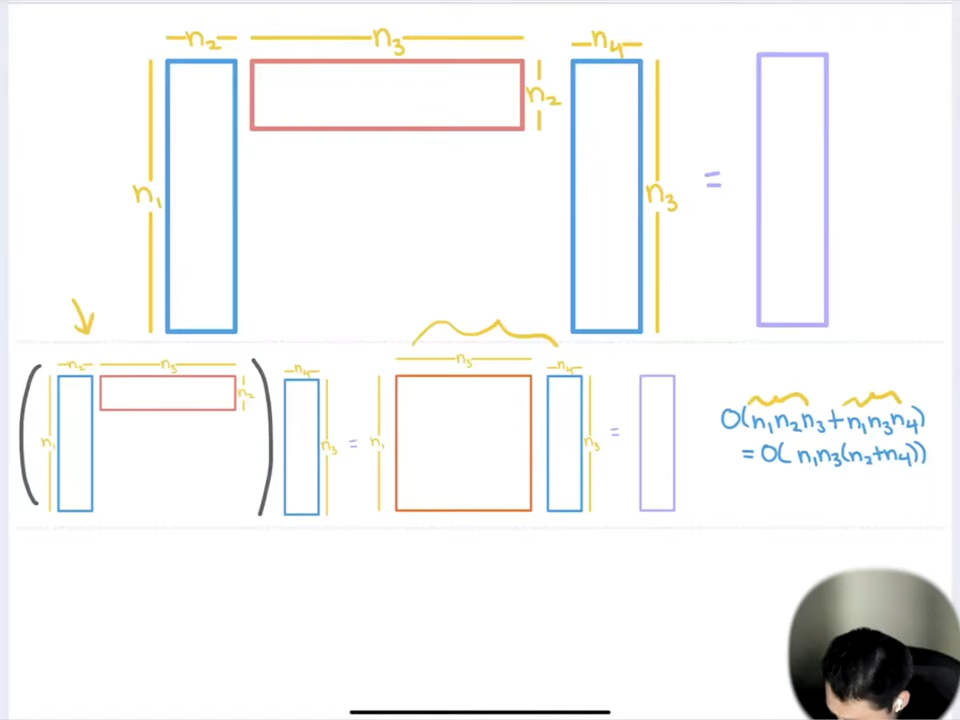 n₂ n₃ n₄
n₂
n₁ n₃ =
n₂ n₃ n₄ n₃ n₄
n₂
n₁ ( ) n₃ = n₁ n₃ = O(n₁n₂n₃+n₁n₃n₄)
= O(n₁n₃(n₂+n₄))